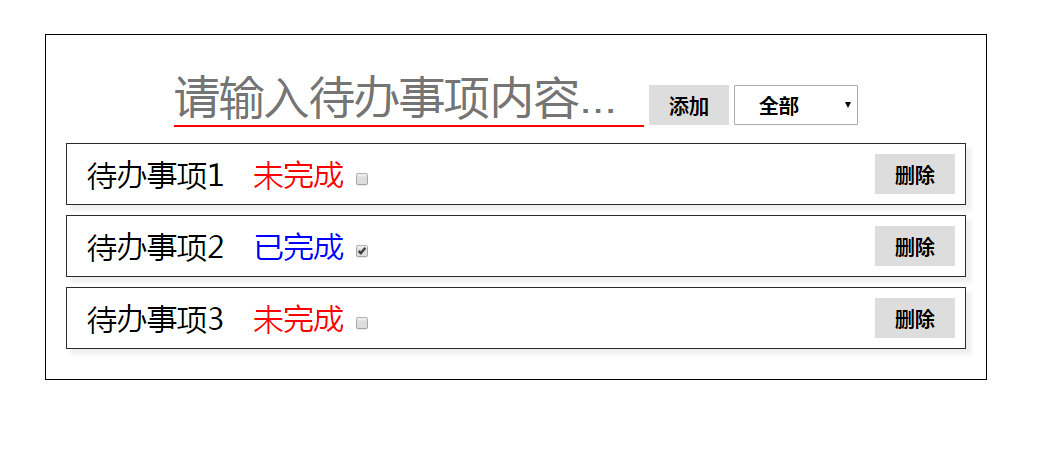 请输入待办事项内容... 添加 全部
待办事项1 未完成 删除
待办事项2 已完成 删除
待办事项3 未完成 删除